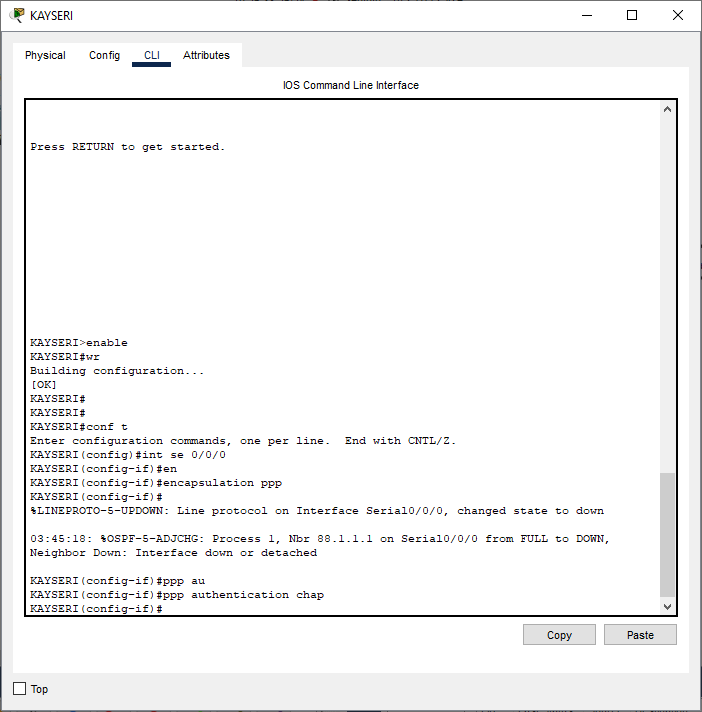 KAYSERI
Physical Config CLI Attributes
IOS Command Line Interface
Press RETURN to get started.
KAYSERI>enable
KAYSERI#wr
Building configuration...
[OK]
KAYSERI#
KAYSERI#
KAYSERI#conf t
Enter configuration commands, one per line.  End with CNTL/Z.
KAYSERI(config)#int se 0/0/0
KAYSERI(config-if)#en
KAYSERI(config-if)#encapsulation ppp
KAYSERI(config-if)#
%LINEPROTO-5-UPDOWN: Line protocol on Interface Serial0/0/0, changed state to down
03:45:18: %OSPF-5-ADJCHG: Process 1, Nbr 88.1.1.1 on Serial0/0/0 from FULL to DOWN,
Neighbor Down: Interface down or detached
KAYSERI(config-if)#ppp au
KAYSERI(config-if)#ppp authentication chap
KAYSERI(config-if)#
Copy Paste
Top